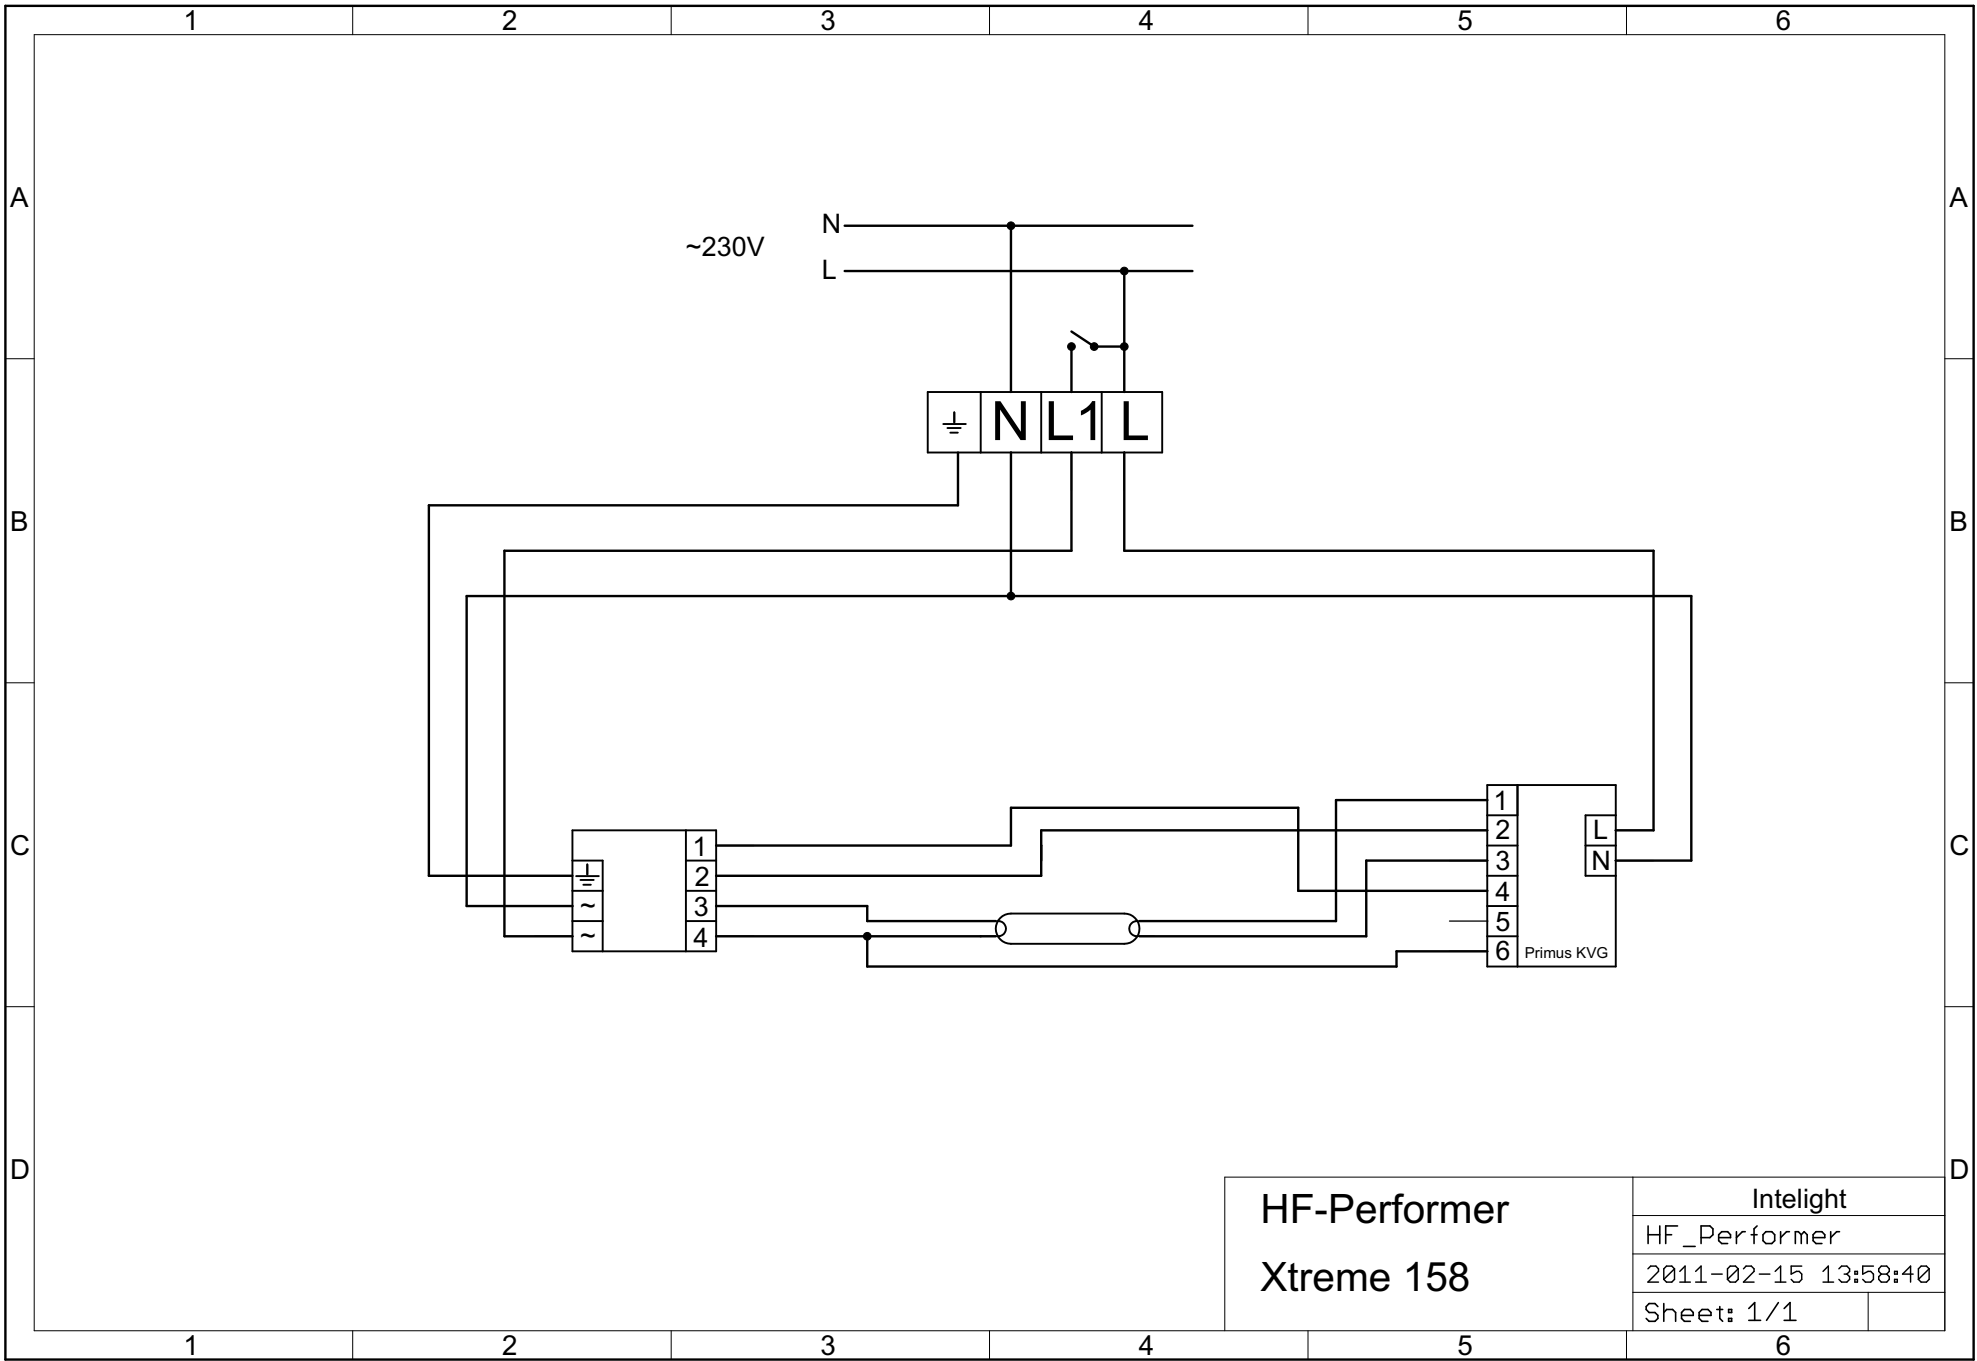 1 2 3 4 5 6
A A
N
~230V
L
N L1 L
B B
1
1 2 L
2 3 N
C C
~ 3 4
~ 4 5
6 Primus KVG
D D
HF-Performer
Xtreme 158
Intelight
HF_Performer
2011-02-15 13:58:40
Sheet: 1/1
1 2 3 4 5 6